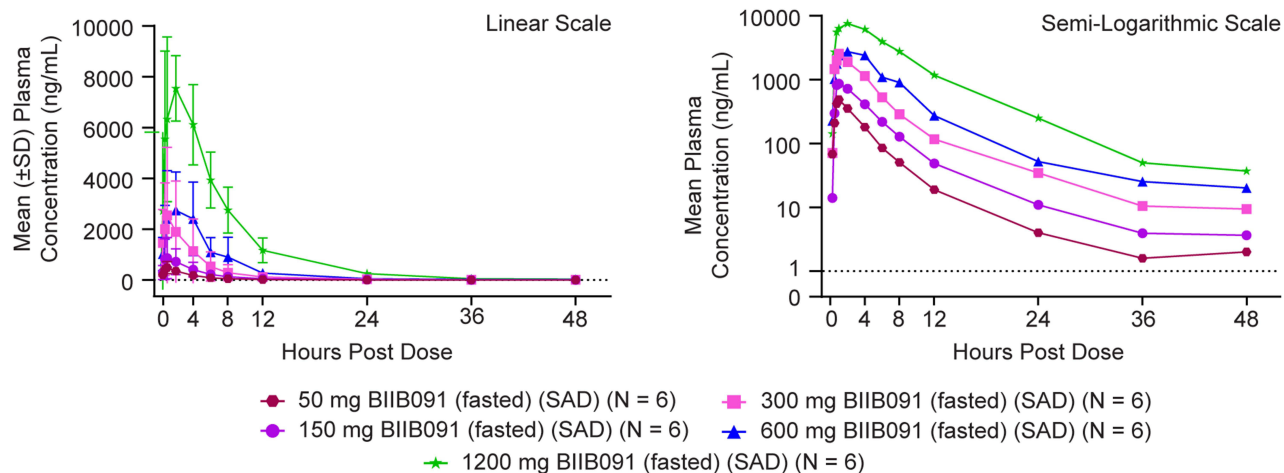 Linear Scale
Mean (±SD) Plasma
Concentration (ng/mL)
10000
8000
6000
4000
2000
0
0 4 8 12 24 36 48
Hours Post Dose
Semi-Logarithmic Scale
Mean Plasma
Concentration (ng/mL)
10000
1000
100
10
1
0
0 4 8 12 24 36 48
Hours Post Dose
50 mg BIIB091 (fasted) (SAD) (N = 6)
300 mg BIIB091 (fasted) (SAD) (N = 6)
150 mg BIIB091 (fasted) (SAD) (N = 6)
600 mg BIIB091 (fasted) (SAD) (N = 6)
1200 mg BIIB091 (fasted) (SAD) (N = 6)